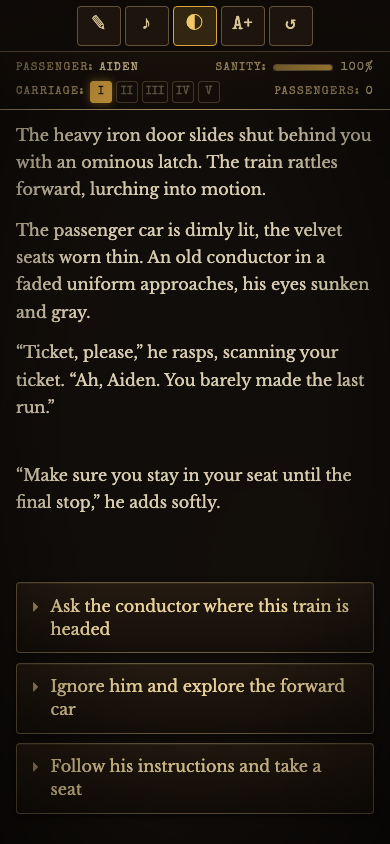 ✎ ♪ ◐ A+ ↺
PASSENGER: AIDEN SANITY: 100%
CARRIAGE: I II III IV V PASSENGERS: 0
The heavy iron door slides shut behind you
with an ominous latch. The train rattles
forward, lurching into motion.
The passenger car is dimly lit, the velvet
seats worn thin. An old conductor in a
faded uniform approaches, his eyes sunken
and gray.
“Ticket, please,” he rasps, scanning your
ticket. “Ah, Aiden. You barely made the last
run.”
“Make sure you stay in your seat until the
final stop,” he adds softly.
Ask the conductor where this train is
headed
Ignore him and explore the forward
car
Follow his instructions and take a
seat